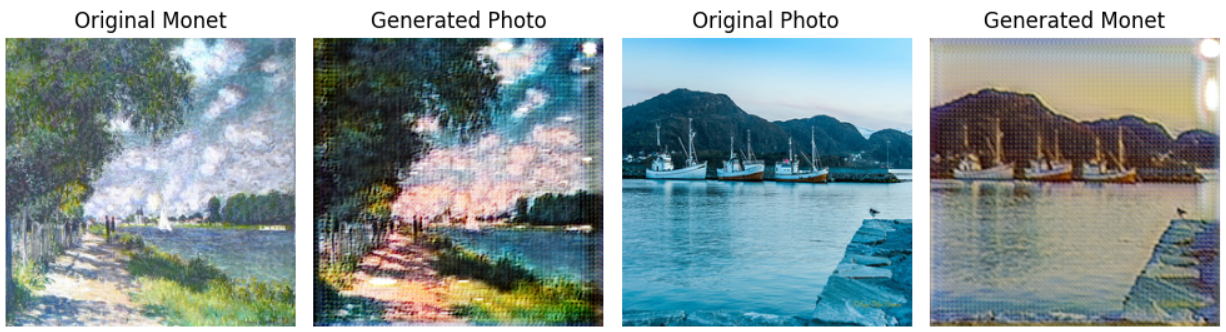 Original Monet
Generated Photo
Original Photo
Generated Monet